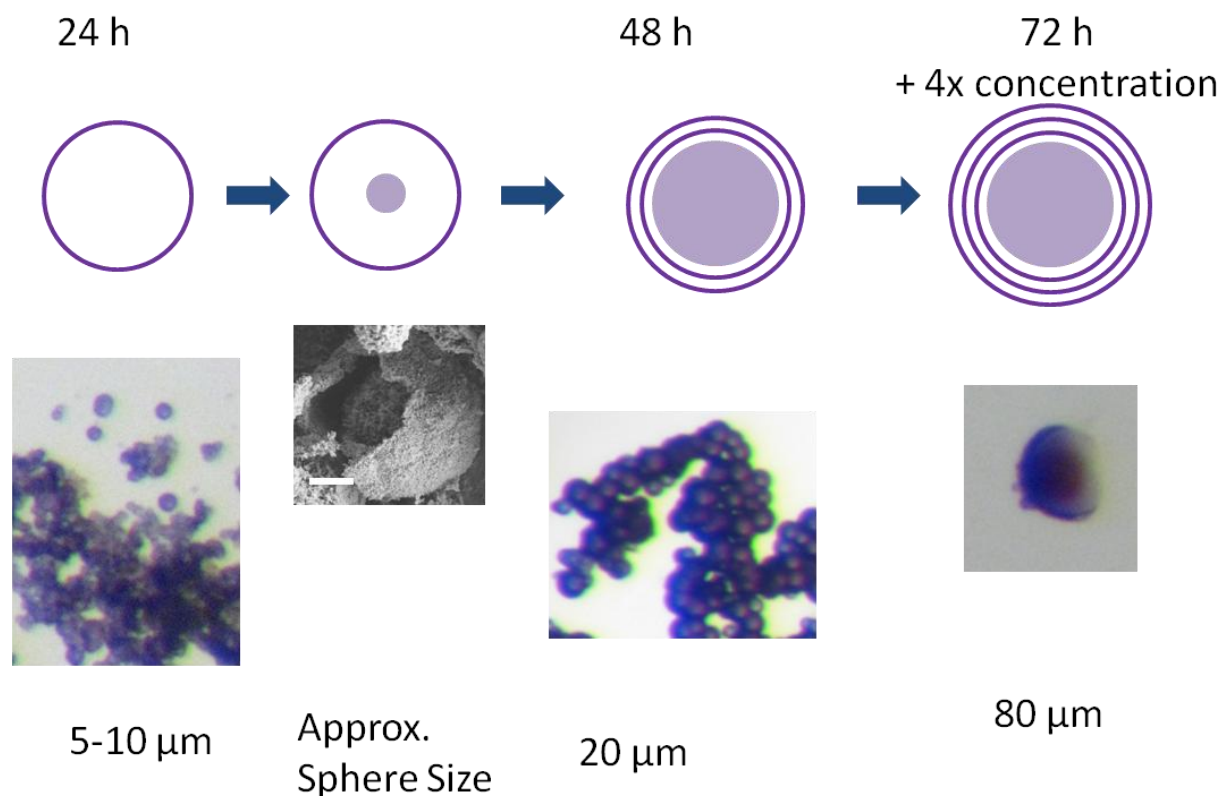 24 h
48 h
72 h
+ 4x concentration
5-10 μm
Approx.
Sphere Size
20 μm
80 μm